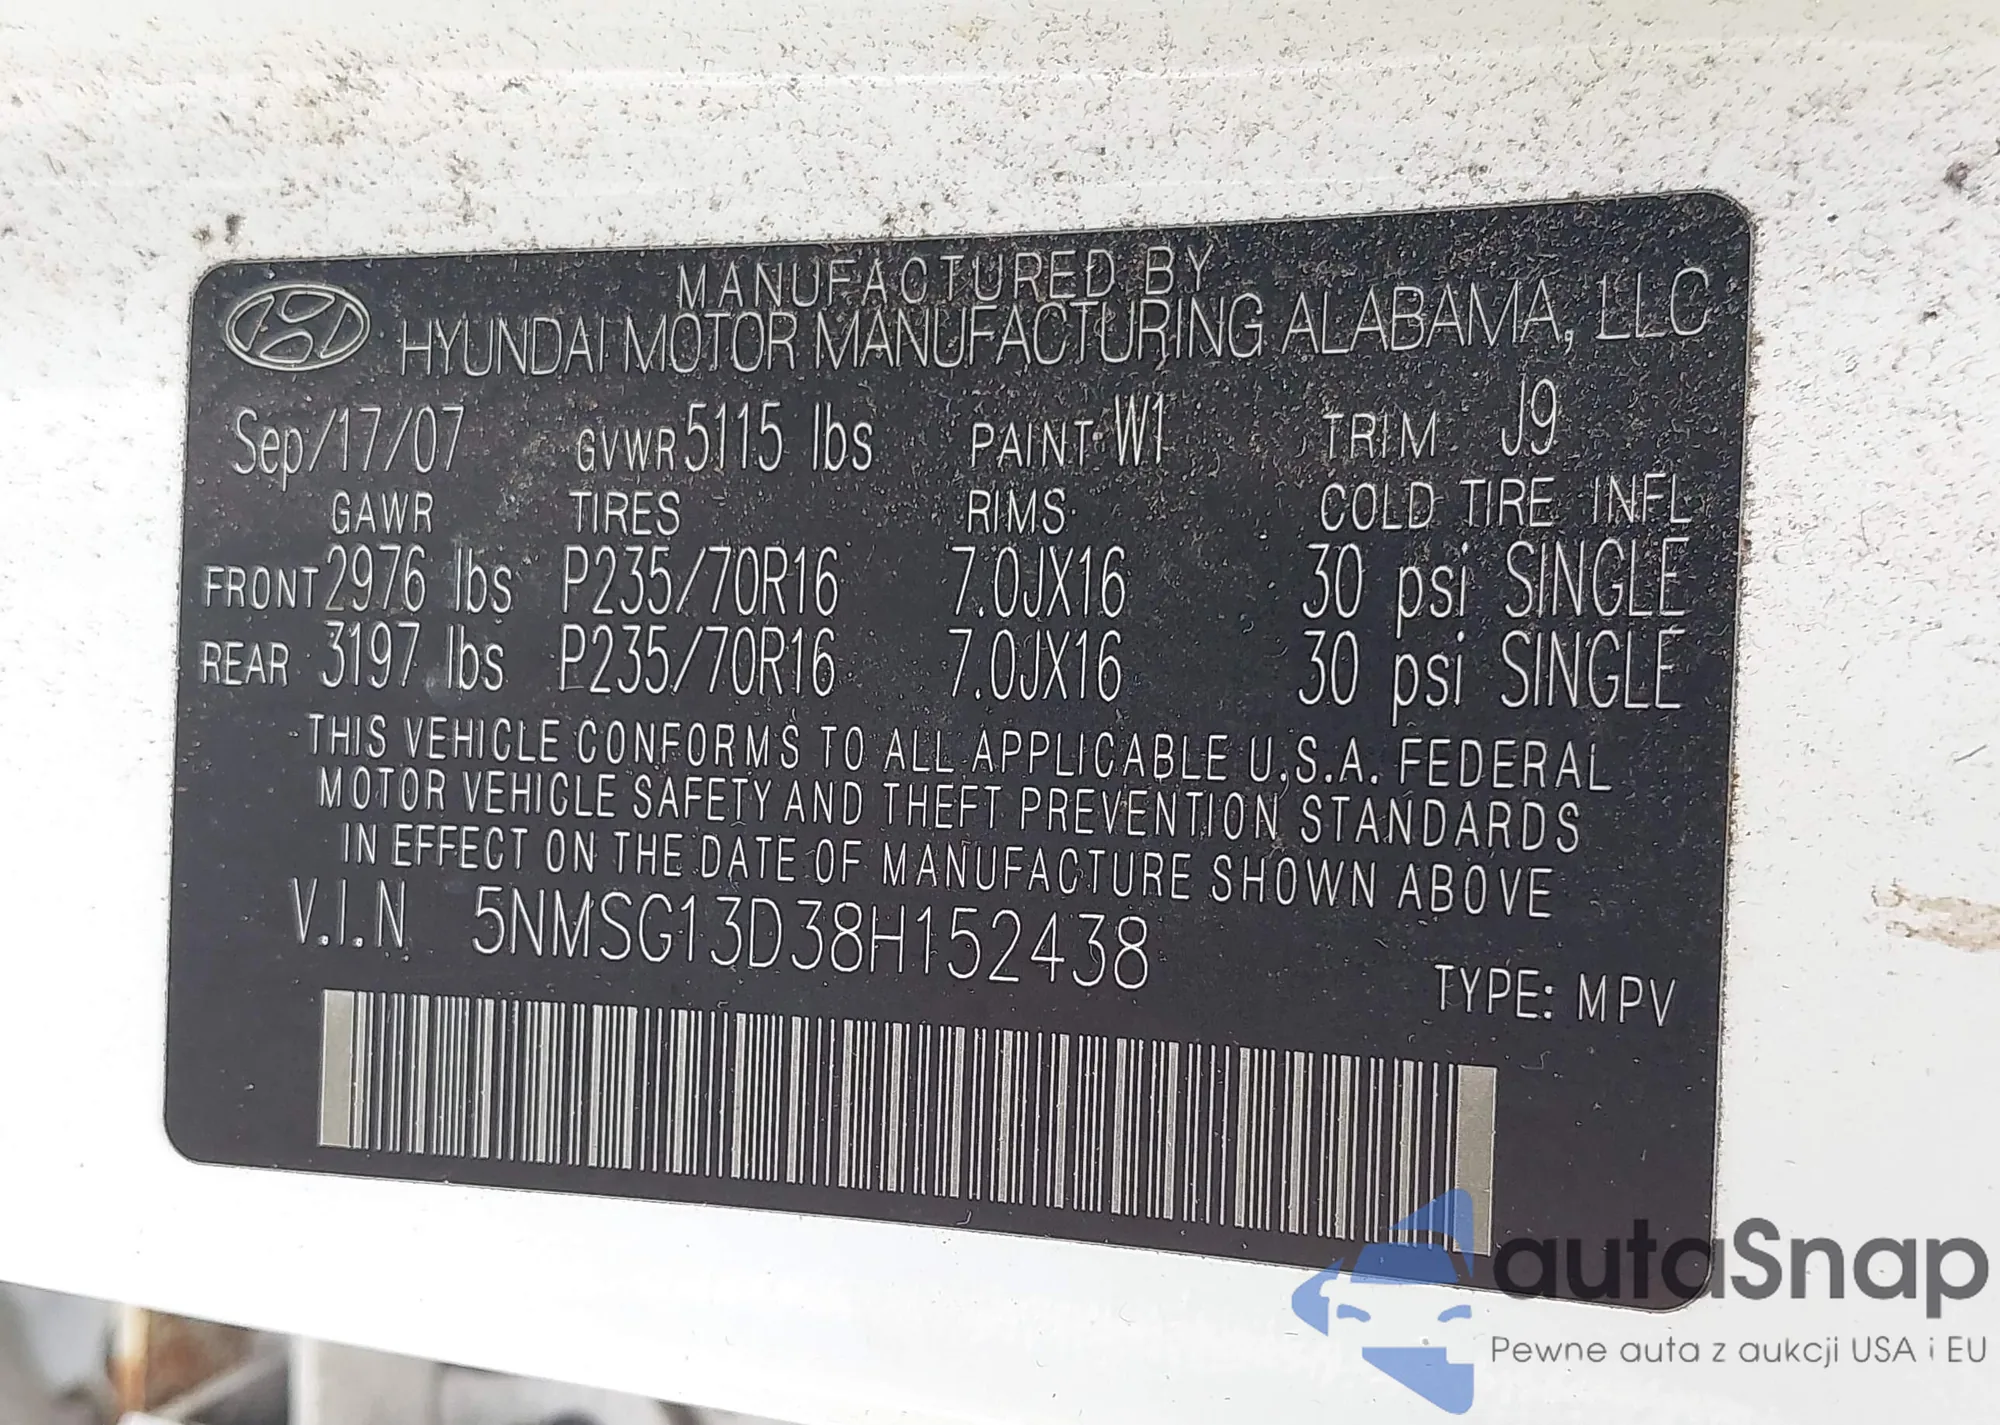 MANUFACTURED BY
HYUNDAI MOTOR MANUFACTURING ALABAMA, LLC
Sep/17/07 GVWR 5115 lbs PAINT W1 TRIM J9
GAWR TIRES RIMS COLD TIRE INFL
FRONT 2976 lbs P235/70R16 7.0JX16 30 psi SINGLE
REAR 3197 lbs P235/70R16 7.0JX16 30 psi SINGLE
THIS VEHICLE CONFORMS TO ALL APPLICABLE U.S.A. FEDERAL
MOTOR VEHICLE SAFETY AND THEFT PREVENTION STANDARDS
IN EFFECT ON THE DATE OF MANUFACTURE SHOWN ABOVE
V.I.N 5NMSG13D38H152438
TYPE: MPV
autaSnap
Pewne auta z aukcji USA i EU